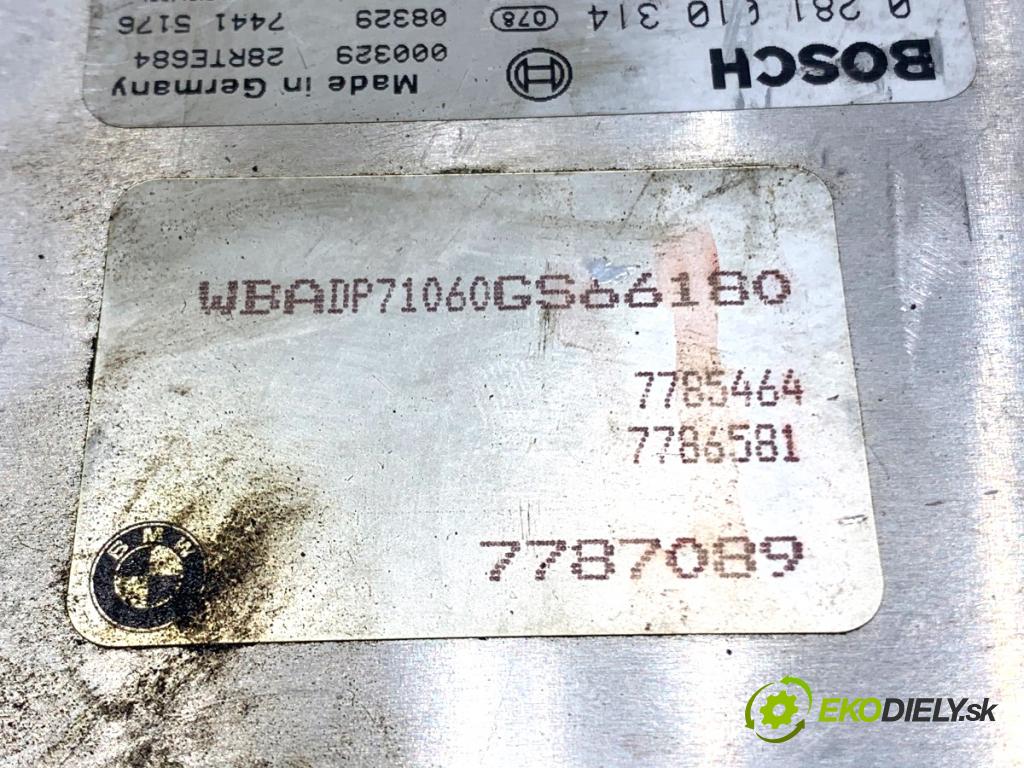 0 281 010 314
BOSCH
7441 5176 08329 078
28RTE684 000329
Made in Germany
WBADP71060GS66180
7785464
7786581
7787089
BMW
EKODIELY.sk